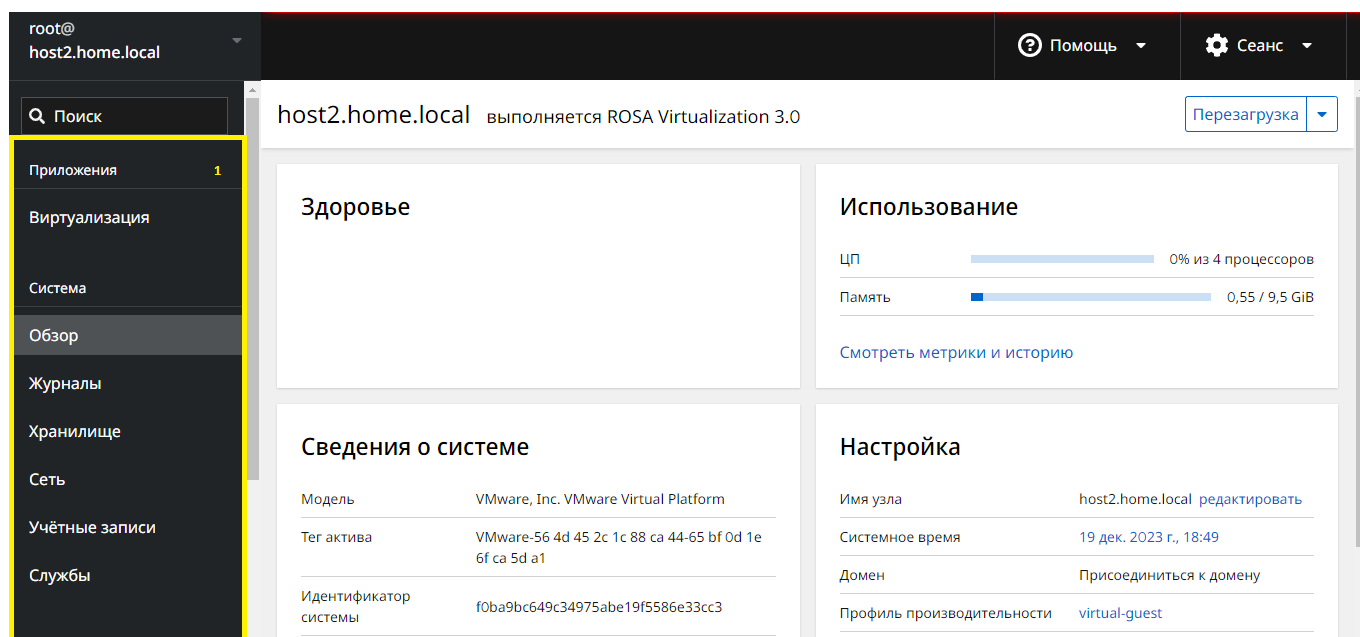 root@
host2.home.local
Помощь
Сеанс
Поиск
Приложения 1
Виртуализация
Система
Обзор
Журналы
Хранилище
Сеть
Учётные записи
Службы
host2.home.local выполняется ROSA Virtualization 3.0
Перезагрузка
Здоровье
Использование
ЦП 0% из 4 процессоров
Память 0,55 / 9,5 GiB
Смотреть метрики и историю
Сведения о системе
Модель VMware, Inc. VMware Virtual Platform
Тег актива VMware-56 4d 45 2c 1c 88 ca 44-65 bf 0d 1e
6f ca 5d a1
Идентификатор
системы f0ba9bc649c34975abe19f5586e33cc3
Настройка
Имя узла host2.home.local редактировать
Системное время 19 дек. 2023 г., 18:49
Домен Присоединиться к домену
Профиль производительности virtual-guest